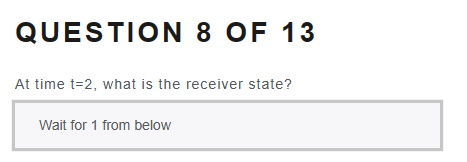 QUESTION 8 OF 13
At time t=2, what is the receiver state?
Wait for 1 from below